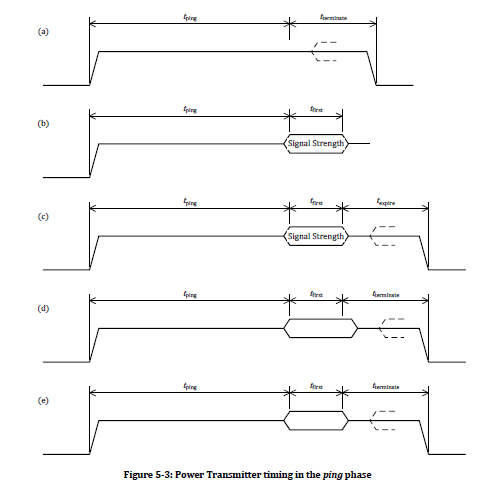 (a) tping tterminate
(b) tping tfirst
Signal Strength
(c) tping tfirst texpire
Signal Strength
(d) tping tfirst tterminate
(e) tping tfirst tterminate
Figure 5-3: Power Transmitter timing in the ping phase